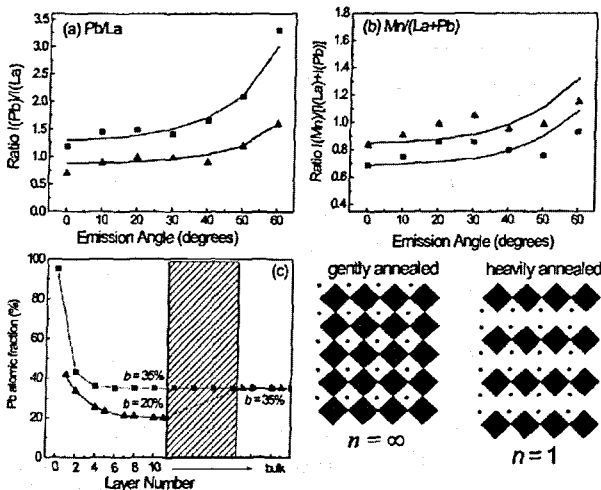 (a) Pb/La
Ratio I(Pb)/I(La)
3.5
3.0
2.5
2.0
1.5
1.0
0.5
0.0
0 10 20 30 40 50 60
Emission Angle (degrees)
(b) Mn/(La+Pb)
Ratio I(Mn)/[I(La)+I(Pb)]
1.8
1.6
1.4
1.2
1.0
0.8
0.6
0.4
0.2
0 10 20 30 40 50 60
Emission Angle (degrees)
(c)
Pb atomic fraction (%)
100
80
60
40
20
0
b = 35%
b = 20%
b = 35%
0 2 4 6 8 10
bulk
Layer Number
gently annealed
n = ∞
heavily annealed
n = 1